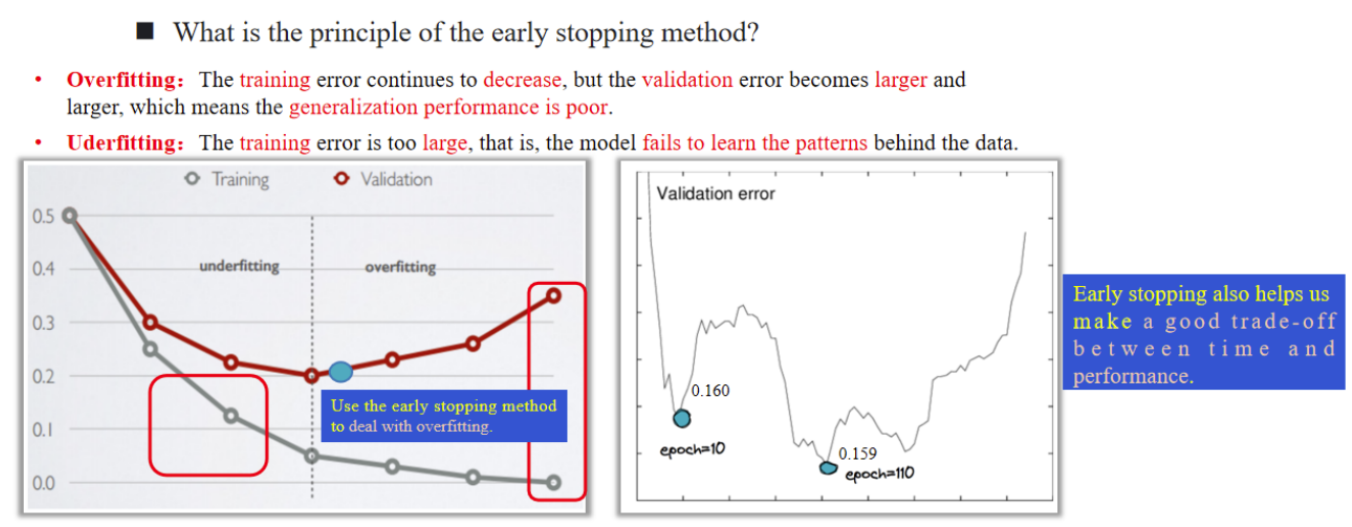 ■ What is the principle of the early stopping method?
• Overfitting: The training error continues to decrease, but the validation error becomes larger and
larger, which means the generalization performance is poor.
• Uderfitting: The training error is too large, that is, the model fails to learn the patterns behind the data.
Training Validation
0.5
0.4
0.3
0.2
0.1
0.0
underfitting overfitting
Use the early stopping method
to deal with overfitting.
Validation error
0.160
epoch=10
0.159
epoch=110
Early stopping also helps us
make a good trade-off
between time and
performance.